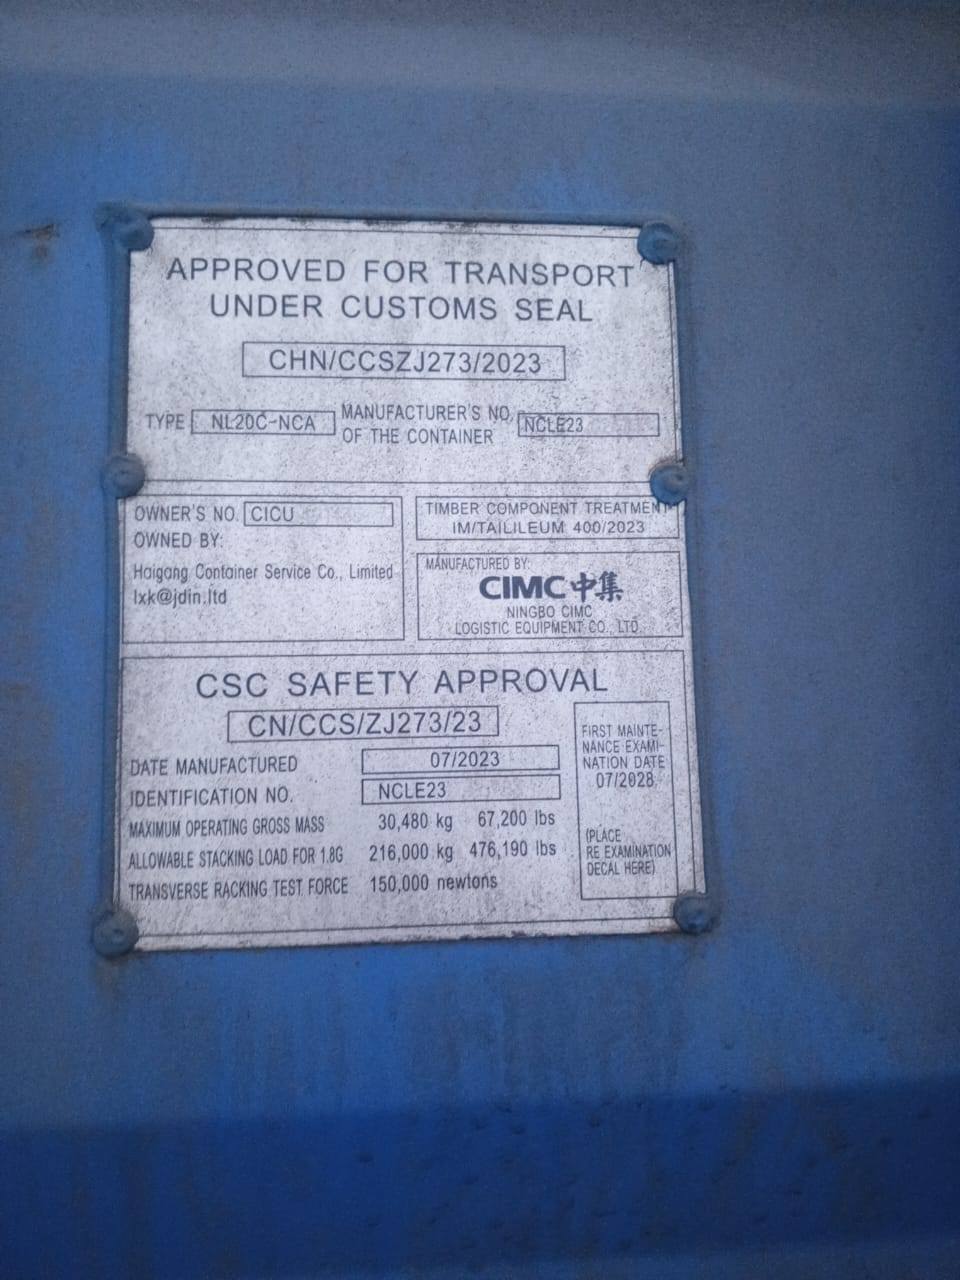 APPROVED FOR TRANSPORT
UNDER CUSTOMS SEAL
CHN/CCSZJ273/2023
TYPE NL20C-NCA MANUFACTURER'S NO. OF THE CONTAINER NCLE23
OWNER'S NO. CICU
OWNED BY:
Haigang Container Service Co., Limited
lxk@jdin.ltd
TIMBER COMPONENT TREATMENT
IM/TAILILEUM 400/2023
MANUFACTURED BY:
CIMC中集
NINGBO CIMC
LOGISTIC EQUIPMENT CO., LTD.
CSC SAFETY APPROVAL
CN/CCS/ZJ273/23
DATE MANUFACTURED 07/2023
IDENTIFICATION NO. NCLE23
MAXIMUM OPERATING GROSS MASS 30,480 kg 67,200 lbs
ALLOWABLE STACKING LOAD FOR 1.8G 216,000 kg 476,190 lbs
TRANSVERSE RACKING TEST FORCE 150,000 newtons
FIRST MAINTE-
NANCE EXAMI-
NATION DATE
07/2028
(PLACE
RE EXAMINATION
DECAL HERE)